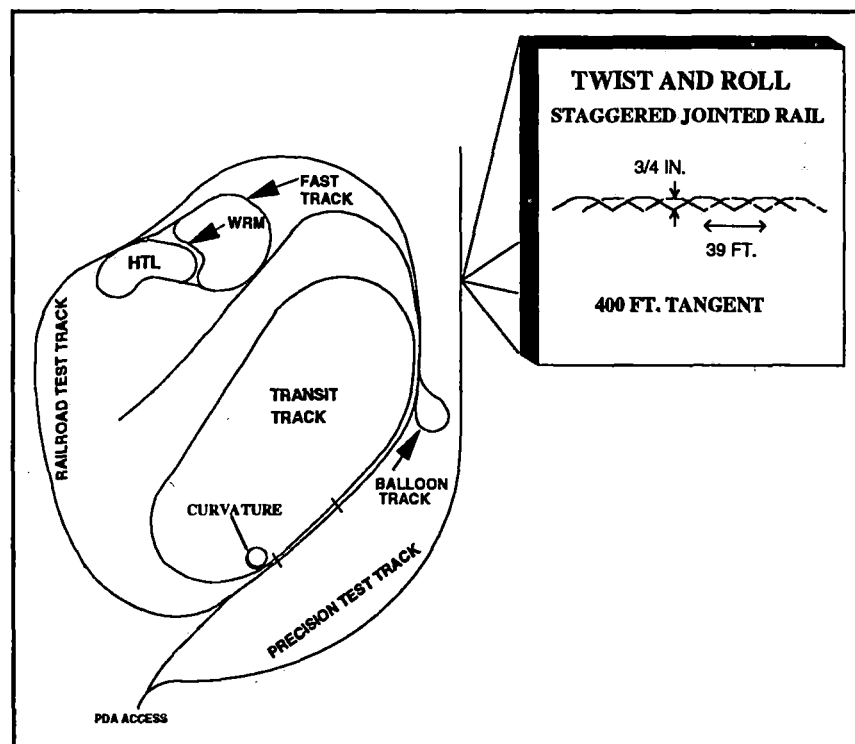 TWIST AND ROLL
STAGGERED JOINTED RAIL
3/4 IN.
39 FT.
400 FT. TANGENT
FAST
TRACK
WRM
HTL
RAILROAD TEST TRACK
TRANSIT
TRACK
BALLOON
TRACK
CURVATURE
PRECISION TEST TRACK
PDA ACCESS